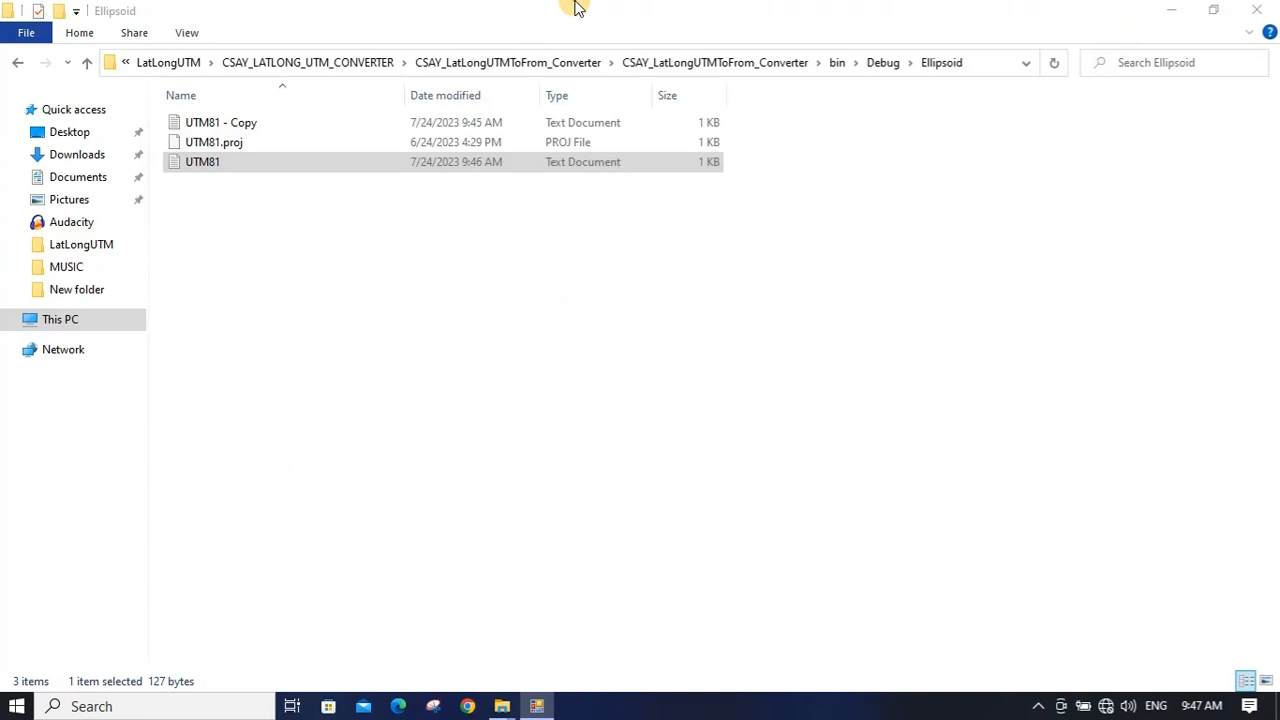 Ellipsoid
File Home Share View
« LatLongUTM > CSAY_LATLONG_UTM_CONVERTER > CSAY_LatLongUTMToFrom_Converter > CSAY_LatLongUTMToFrom_Converter > bin > Debug > Ellipsoid Search Ellipsoid
Name Date modified Type Size
UTM81 - Copy 7/24/2023 9:45 AM Text Document 1 KB
UTM81.proj 6/24/2023 4:29 PM PROJ File 1 KB
UTM81 7/24/2023 9:46 AM Text Document 1 KB
Quick access
Desktop
Downloads
Documents
Pictures
Audacity
LatLongUTM
MUSIC
New folder
This PC
Network
3 items 1 item selected 127 bytes
Search ENG 9:47 AM